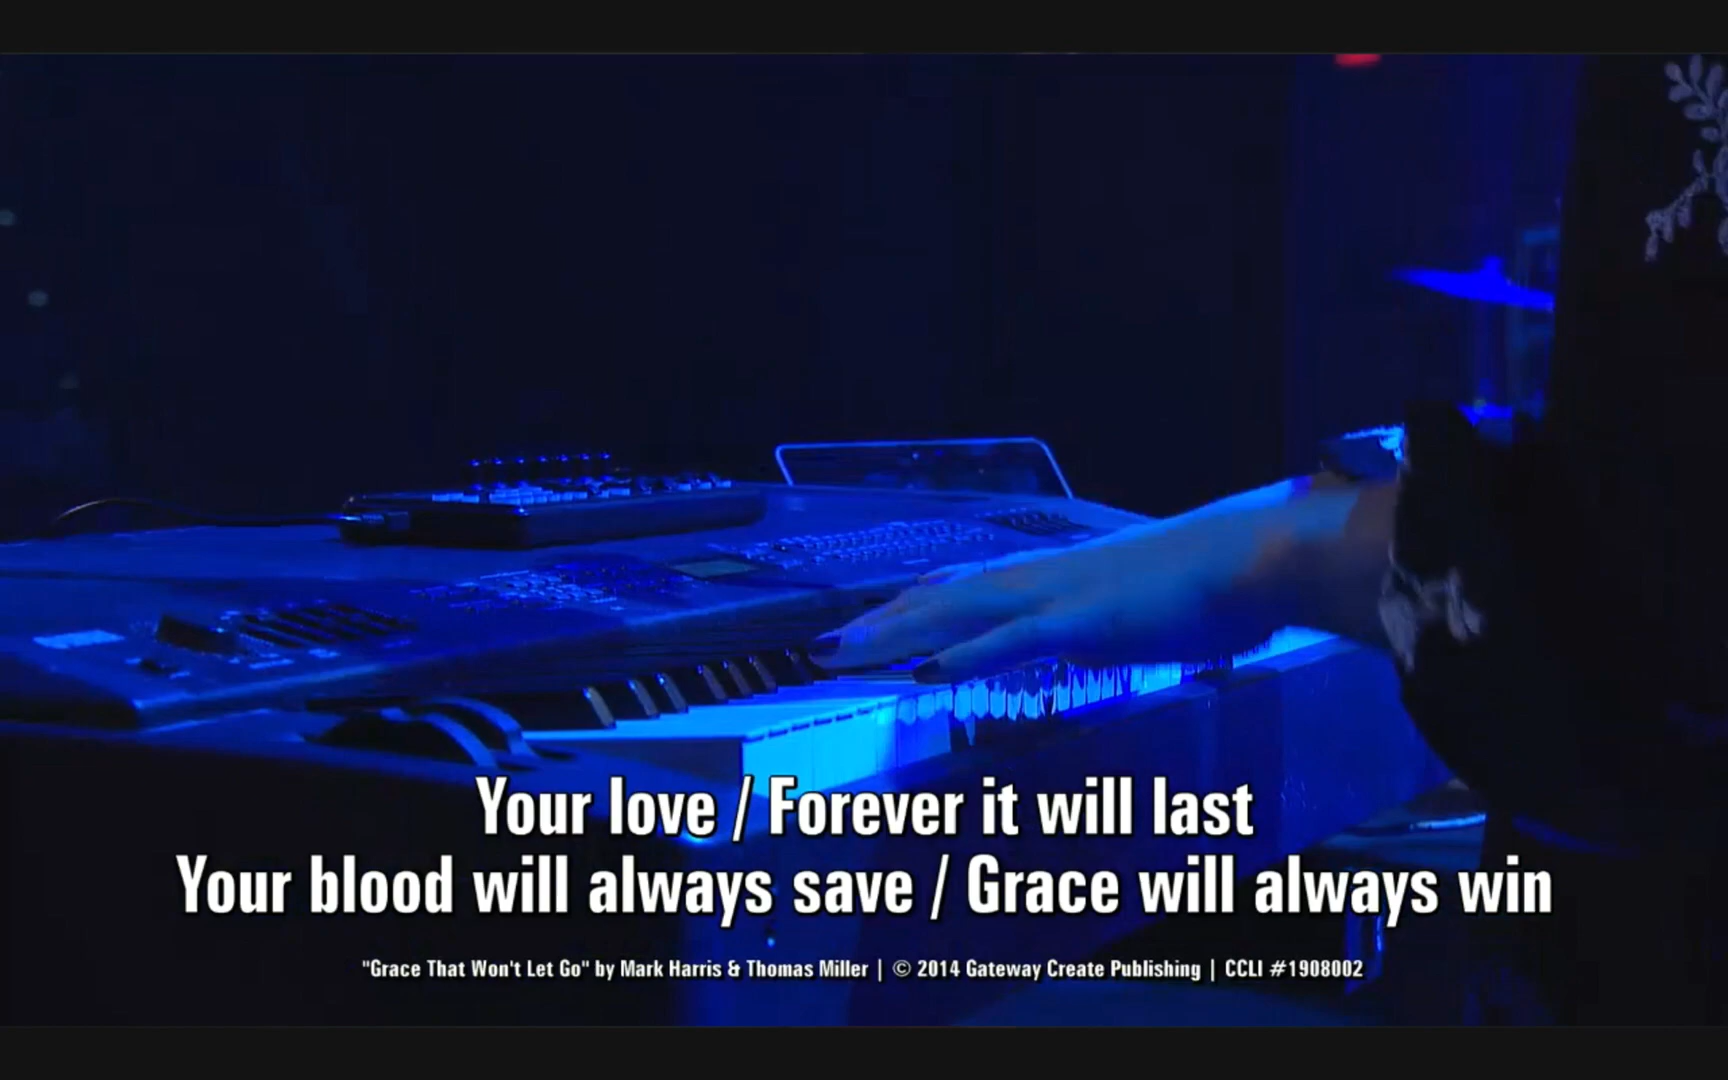 Your love / Forever it will last
Your blood will always save / Grace will always win
"Grace That Won't Let Go" by Mark Harris & Thomas Miller | © 2014 Gateway Create Publishing | CCLI #1908002